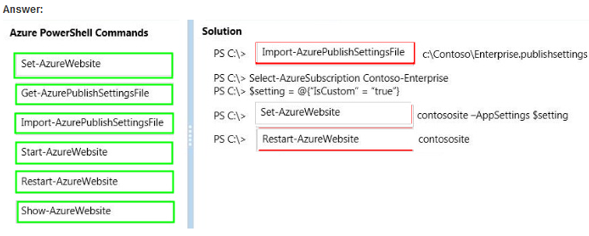 Answer:
Azure PowerShell Commands
Set-AzureWebsite
Get-AzurePublishSettingsFile
Import-AzurePublishSettingsFile
Start-AzureWebsite
Restart-AzureWebsite
Show-AzureWebsite
Solution
PS C:\> Import-AzurePublishSettingsFile c:\Contoso\Enterprise.publishsettings
PS C:\> Select-AzureSubscription Contoso-Enterprise
PS C:\> $setting = @{"IsCustom" = "true"}
PS C:\> Set-AzureWebsite contososite –AppSettings $setting
PS C:\> Restart-AzureWebsite contososite